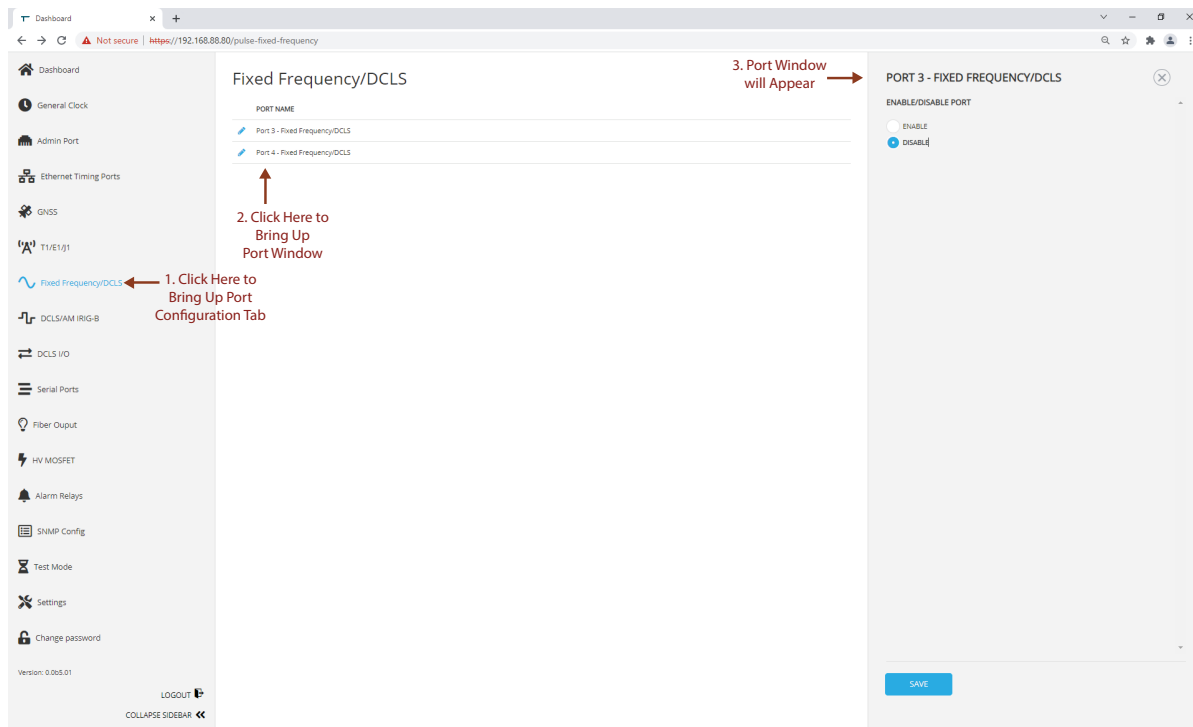 Dashboard
Not secure | https://192.168.88.80/pulse-fixed-frequency
Dashboard
General Clock
Admin Port
Ethernet Timing Ports
GNSS
T1/E1/J1
Fixed Frequency/DCLS
DCLS/AM IRIG-B
DCLS I/O
Serial Ports
Fiber Ouput
HV MOSFET
Alarm Relays
SNMP Config
Test Mode
Settings
Change password
Version: 0.0b5.01
LOGOUT
COLLAPSE SIDEBAR
1. Click Here to
Bring Up Port
Configuration Tab
Fixed Frequency/DCLS
PORT NAME
Port 3 - Fixed Frequency/DCLS
Port 4 - Fixed Frequency/DCLS
2. Click Here to
Bring Up
Port Window
3. Port Window
will Appear
PORT 3 - FIXED FREQUENCY/DCLS
ENABLE/DISABLE PORT
ENABLE
DISABLE
SAVE